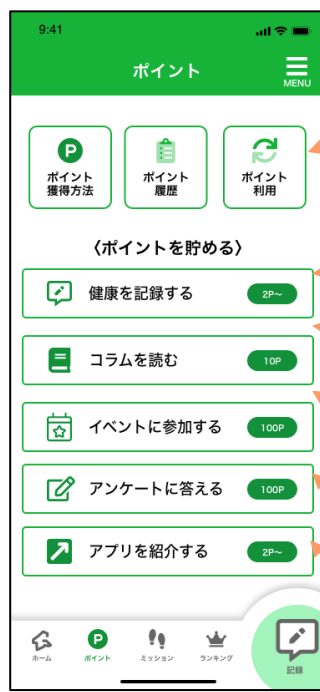 9:41
ポイント
MENU
P
ポイント
獲得方法
ポイント
履歴
ポイント
利用
〈ポイントを貯める〉
健康を記録する
2P~
コラムを読む
10P
イベントに参加する
100P
アンケートに答える
100P
アプリを紹介する
2P~
P
ホーム
ポイント
ミッション
ランキング
記録